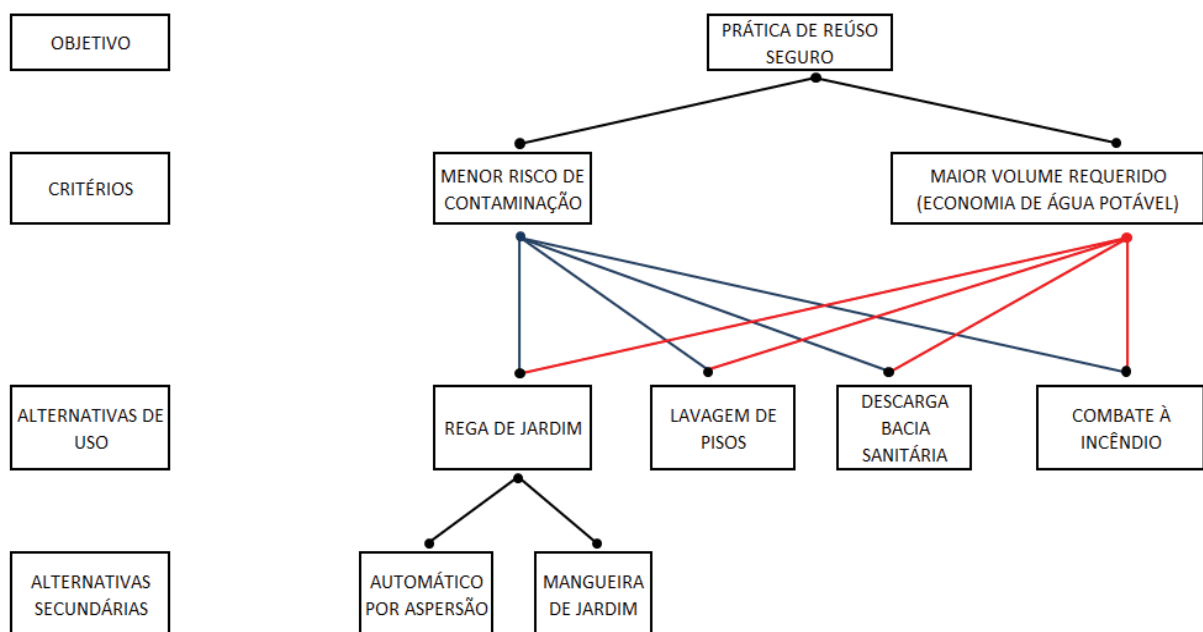 OBJETIVO
PRÁTICA DE REÚSO
SEGURO
CRITÉRIOS
MENOR RISCO DE
CONTAMINAÇÃO
MAIOR VOLUME REQUERIDO
(ECONOMIA DE ÁGUA POTÁVEL)
ALTERNATIVAS DE
USO
REGA DE JARDIM
LAVAGEM DE
PISOS
DESCARGA
BACIA
SANITÁRIA
COMBATE À
INCÊNDIO
ALTERNATIVAS
SECUNDÁRIAS
AUTOMÁTICO
POR ASPERSÃO
MANGUEIRA
DE JARDIM